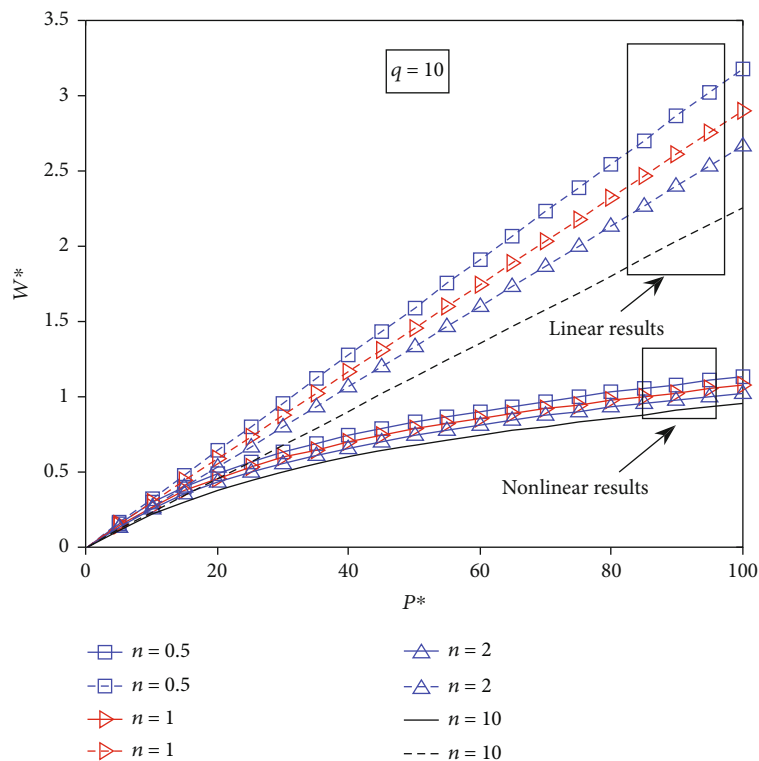 3.5
3
2.5
2
1.5
1
0.5
0
W*
q = 10
Linear results
Nonlinear results
0
20
40
60
80
100
P*
n = 0.5
n = 0.5
n = 1
n = 1
n = 2
n = 2
n = 10
n = 10